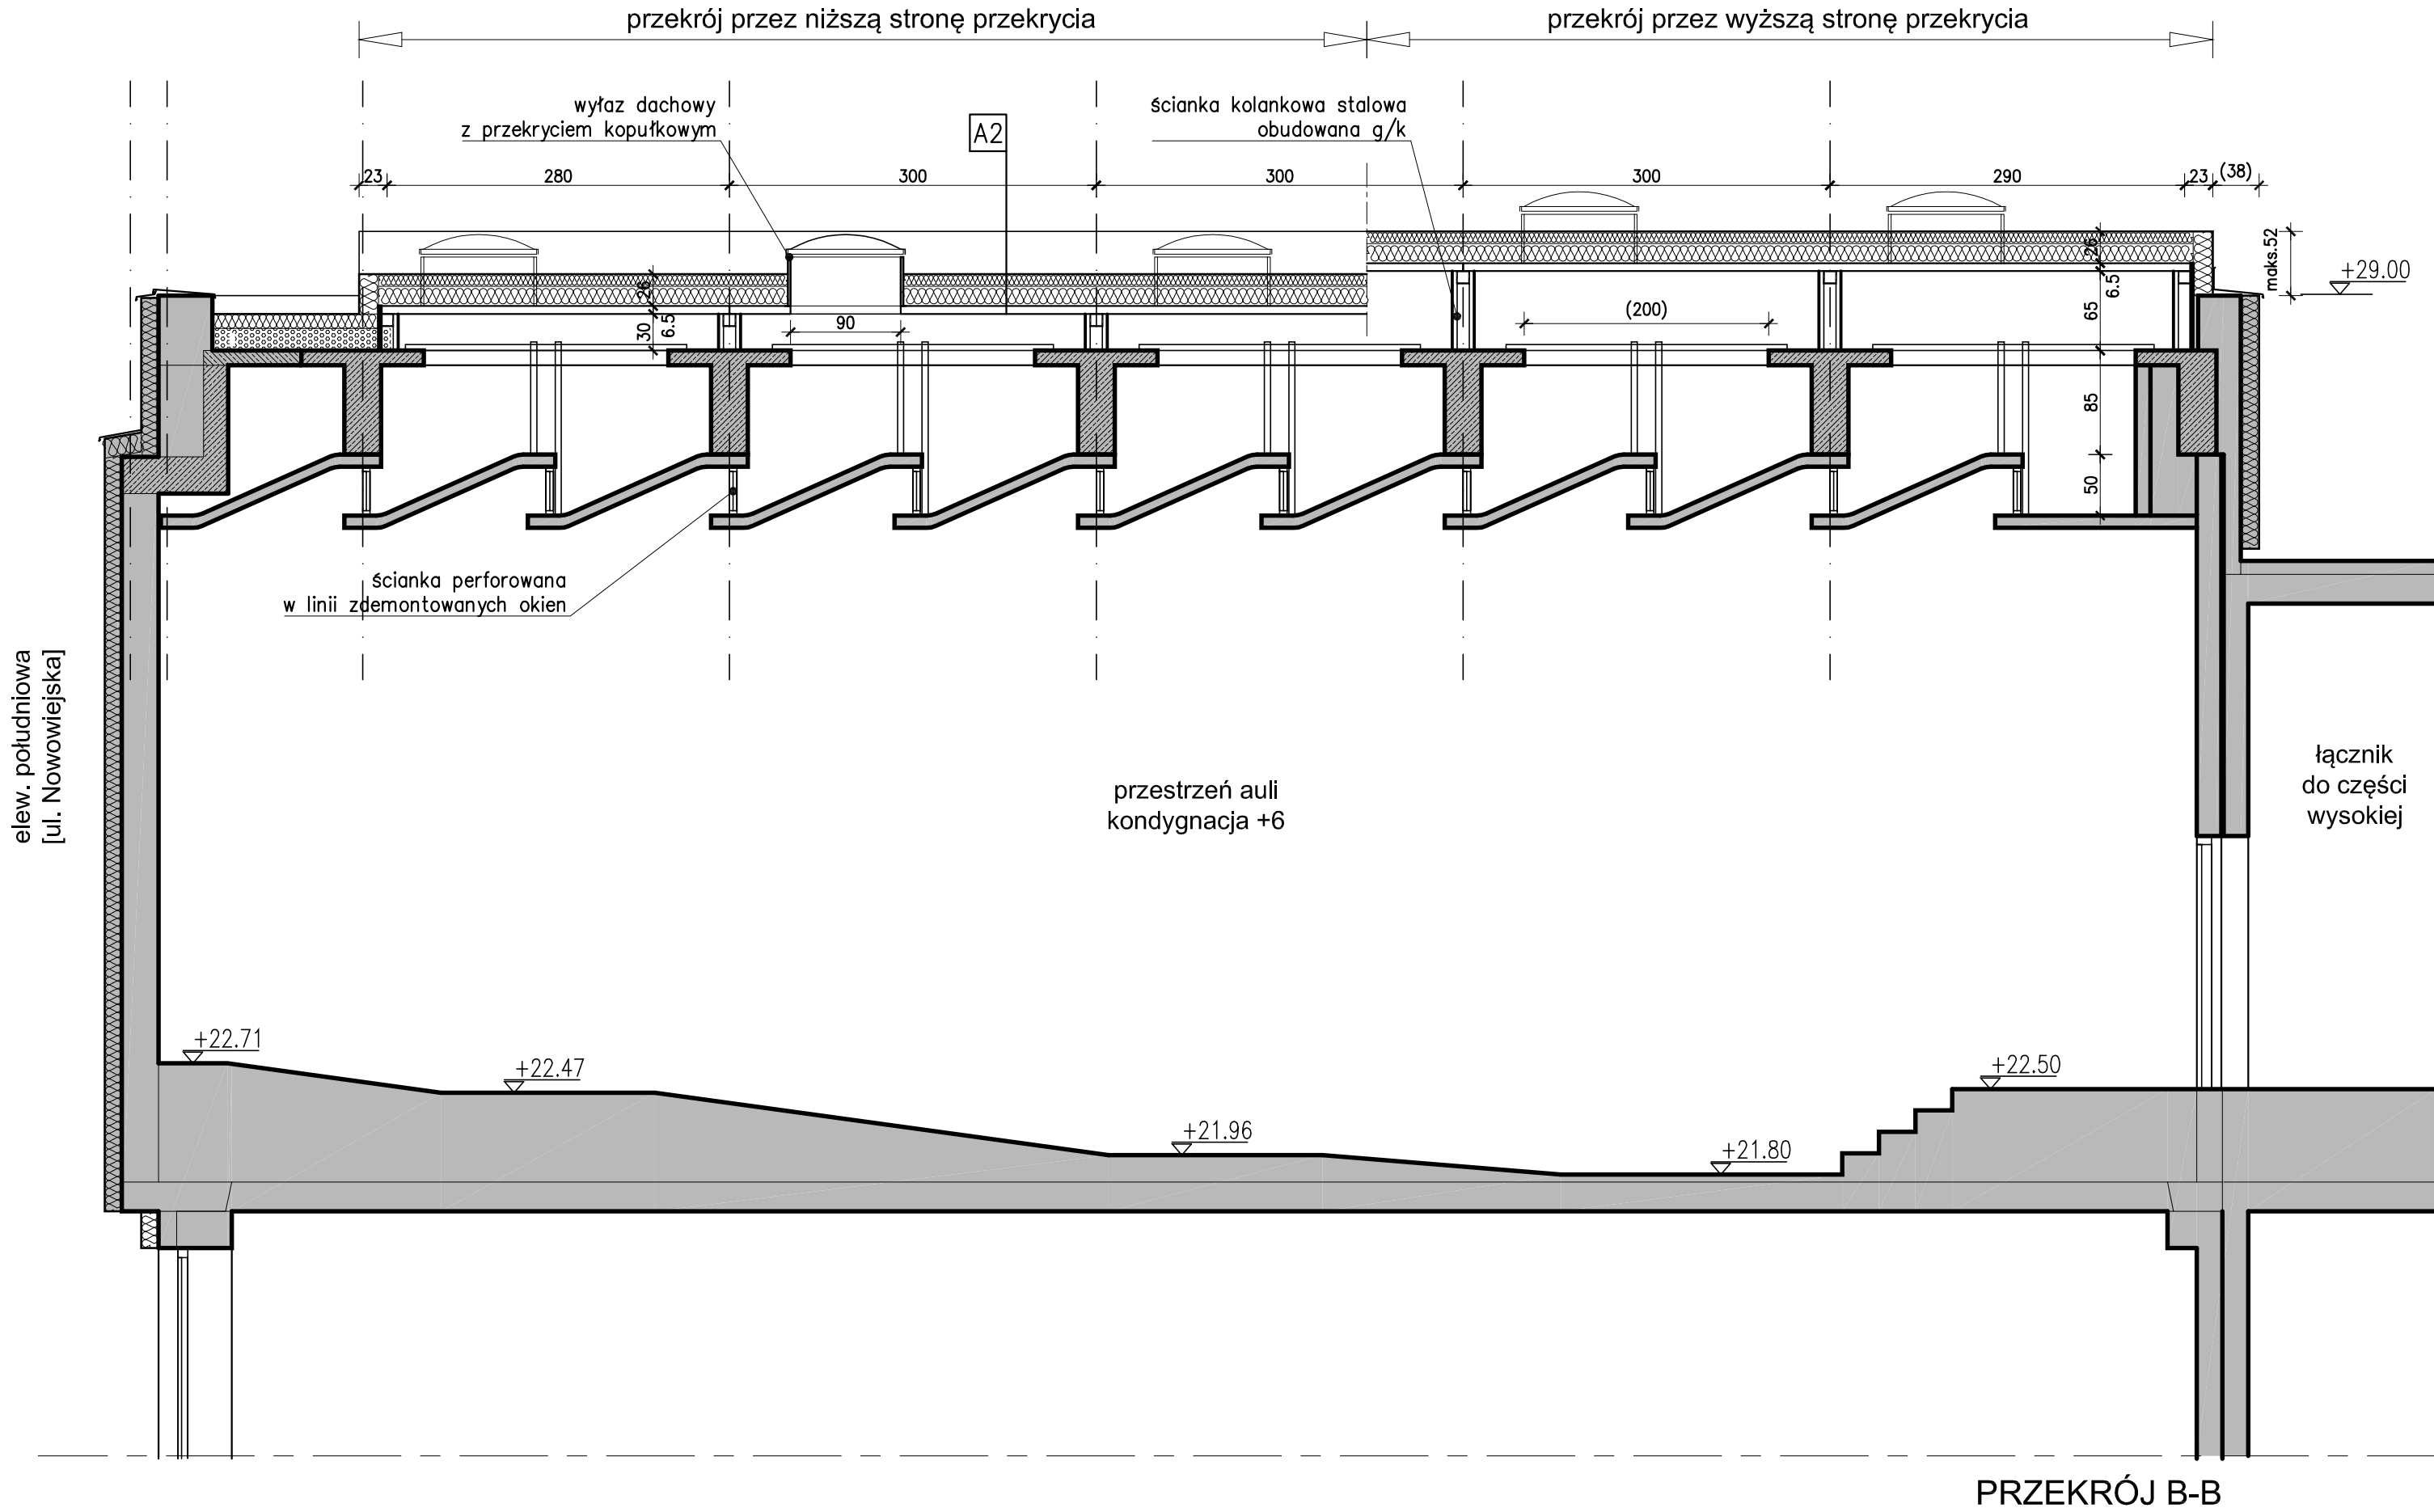 przekrój przez niższą stronę przekrycia
przekrój przez wyższą stronę przekrycia
wyłaz dachowy
z przekryciem kopułkowym
A2
ścianka kolankowa stalowa
obudowana g/k
23
280
300
300
300
290
23
(38)
26
6.5
30
90
(200)
26
6.5
65
85
50
maks.52
+29.00
ścianka perforowana
w linii zdemontowanych okien
elew. południowa
[ul. Nowowiejska]
przestrzeń auli
kondygnacja +6
łącznik
do części
wysokiej
+22.71
+22.47
+21.96
+21.80
+22.50
PRZEKRÓJ B-B